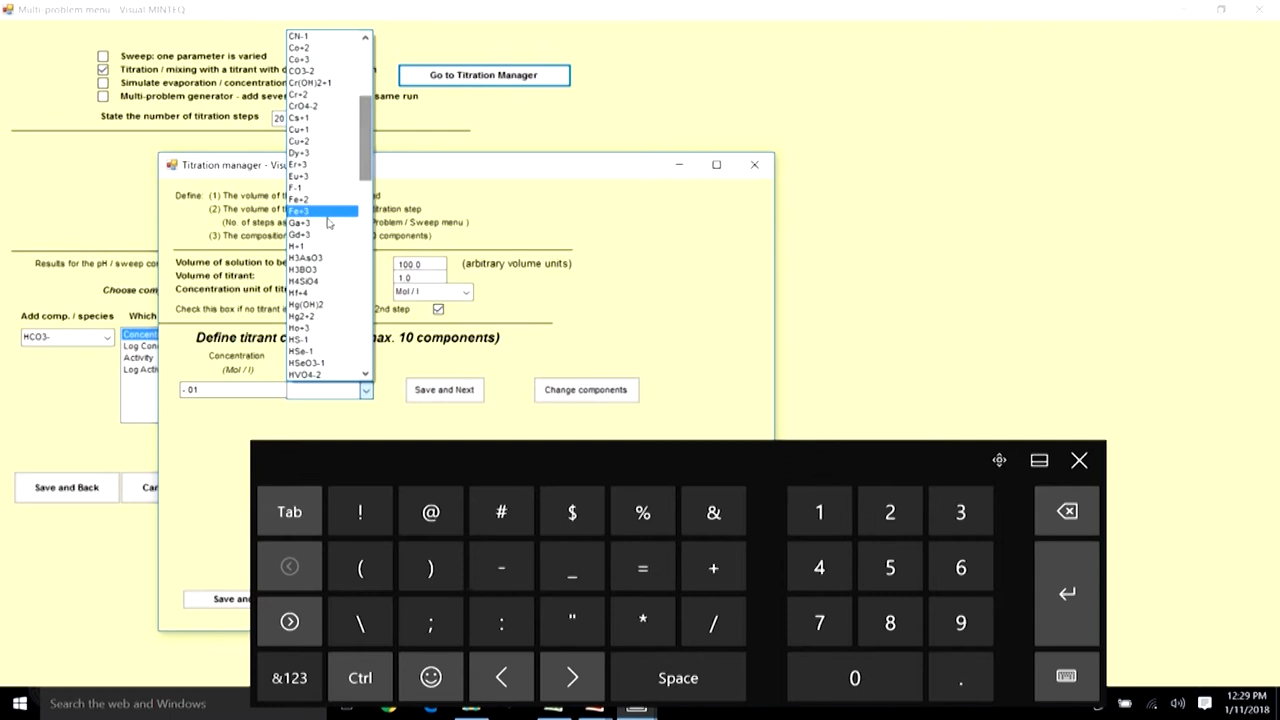 Multi-problem menu - Visual MINTEQ
Sweep: one parameter is varied
Titration / mixing with a titrant with
Simulate evaporation / concentration
Multi-problem generator - add seve
same run
State the number of titration steps
20
Go to Titration Manager
CN-1
Co+2
Co+3
CO3-2
Cr(OH)2+1
Cr+2
CrO4-2
Cs+1
Cu+1
Cu+2
Dy+3
Er+3
Eu+3
F-1
Fe+2
Fe+3
Ga+3
Gd+3
H+1
H3AsO3
H3BO3
H4SiO4
Hf+4
Hg(OH)2
Hg2+2
Ho+3
HS-1
HSe-1
HSeO3-1
HVO4-2
Titration manager - Visu
Define:
(1) The volume of t
(2) The volume of t
titration step
(No. of steps as
Problem / Sweep menu )
(3) The composition
components)
Volume of solution to be
100.0
(arbitrary volume units)
Volume of titrant:
1.0
Concentration unit of tit
Mol / l
Check this box if no titrant
2nd step
Define titrant c
ax. 10 components)
Concentration
(Mol / l)
- 01
Save and Next
Change components
Results for the pH / sweep co
Choose com
Add comp. / species
Which
HCO3-
Concent
Log Con
Activity
Log Activ
Save and Back
Can
Save an
Tab
!
@
#
$
%
&
1
2
3
(
)
-
_
=
+
4
5
6
\
;
:
"
*
/
7
8
9
&123
Ctrl
<
>
Space
0
.
Search the web and Windows
12:29 PM
1/11/2018